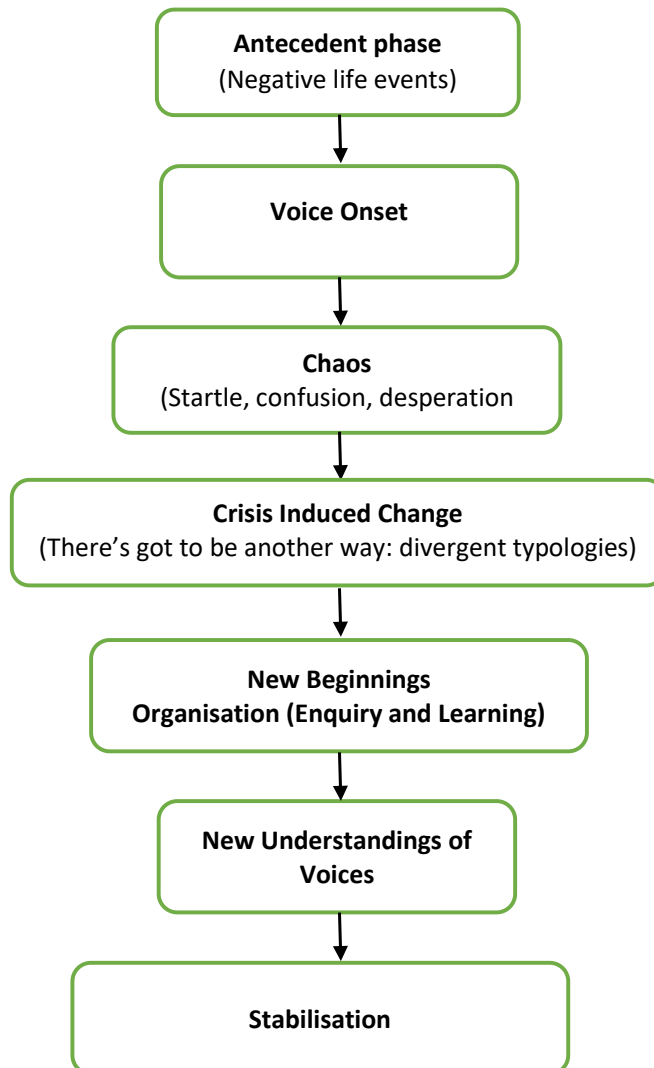 Antecedent phase
(Negative life events)
Voice Onset
Chaos
(Startle, confusion, desperation
Crisis Induced Change
(There’s got to be another way: divergent typologies)
New Beginnings
Organisation (Enquiry and Learning)
New Understandings of
Voices
Stabilisation